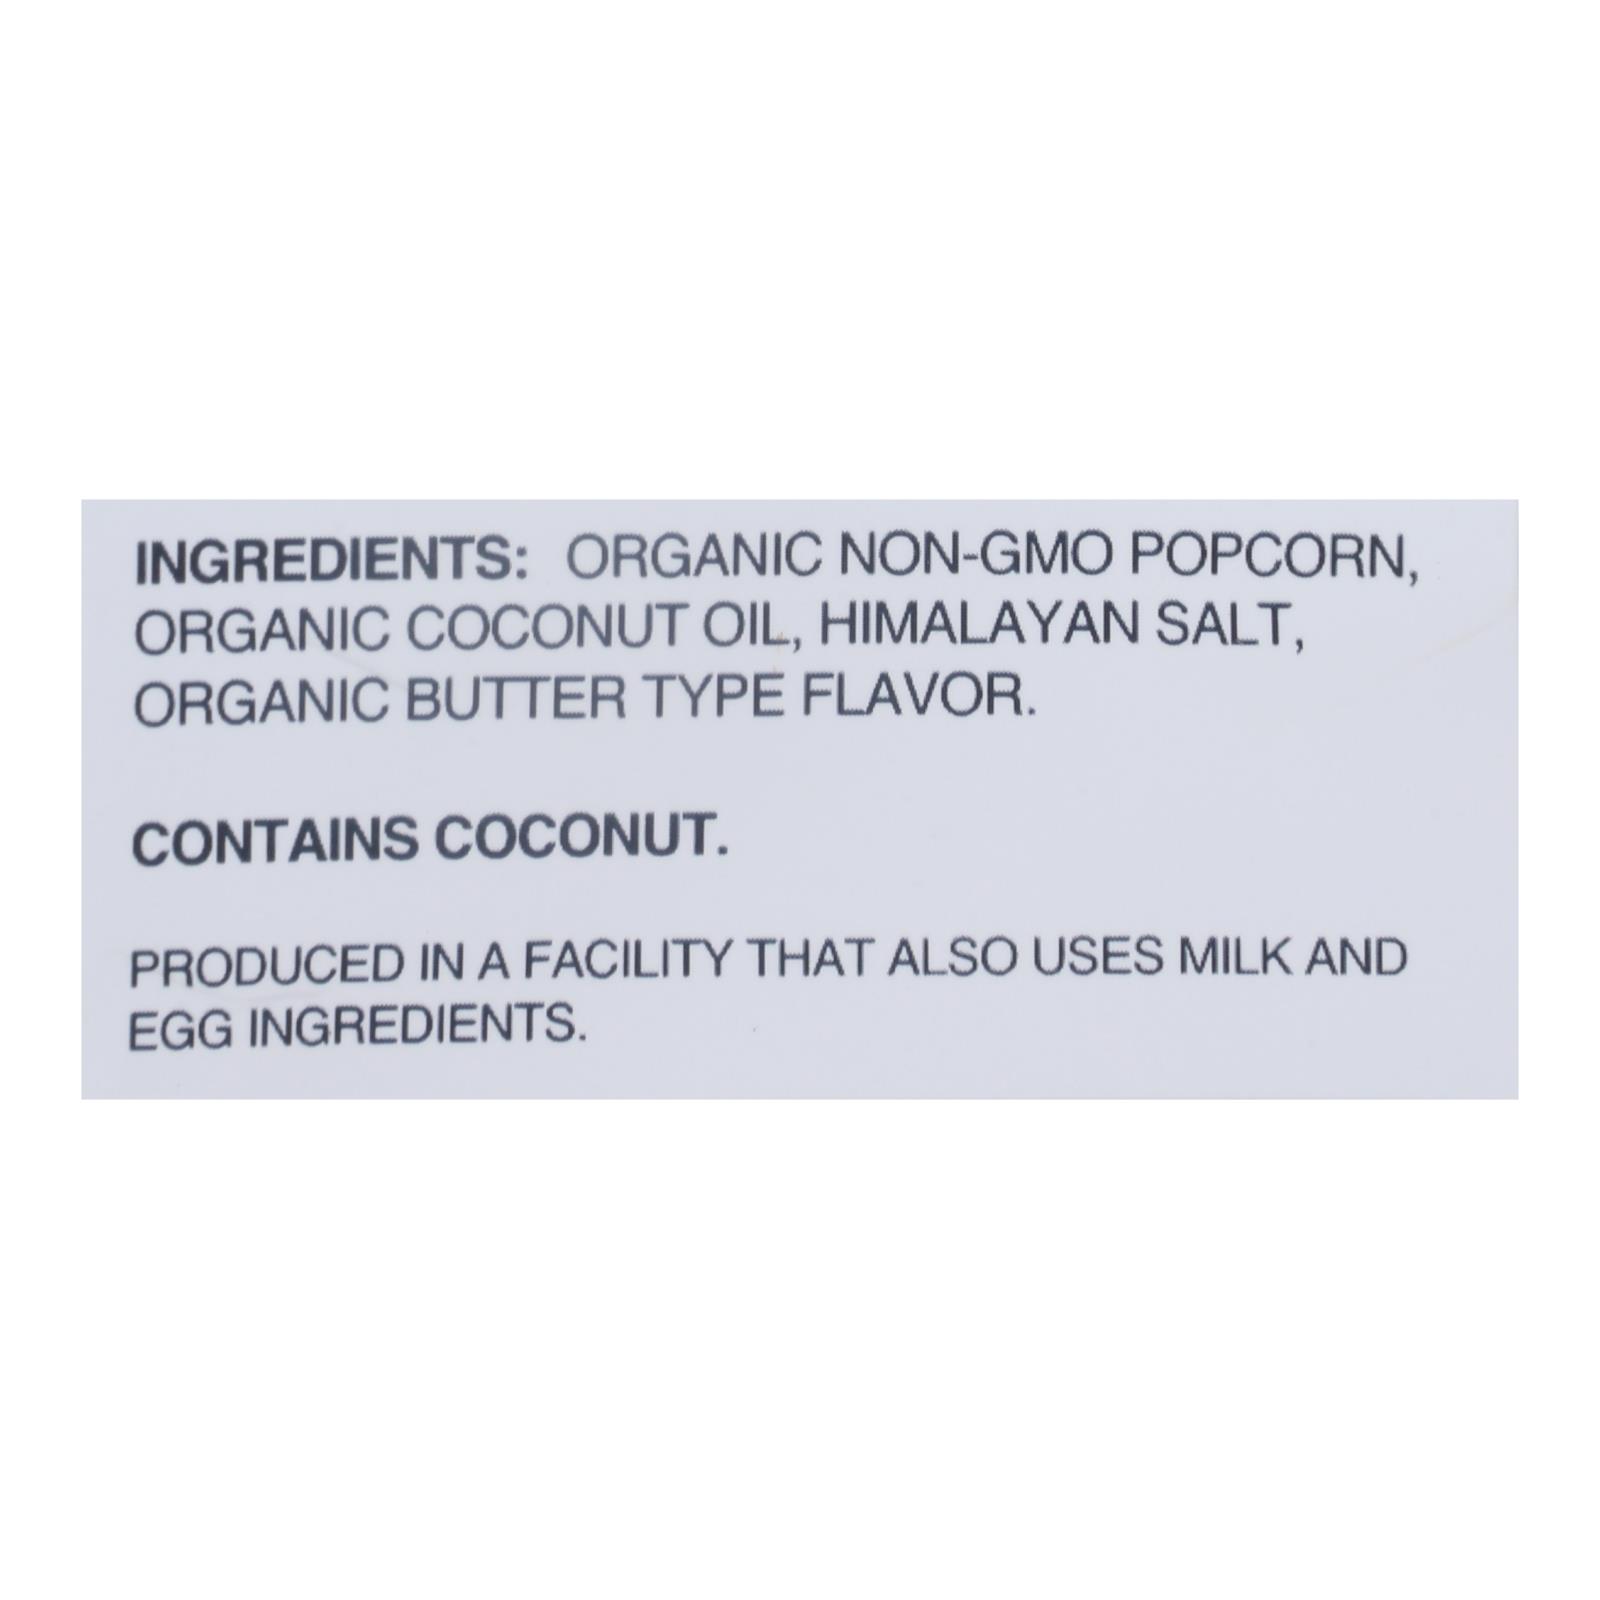 INGREDIENTS: ORGANIC NON-GMO POPCORN,
ORGANIC COCONUT OIL, HIMALAYAN SALT,
ORGANIC BUTTER TYPE FLAVOR.
CONTAINS COCONUT.
PRODUCED IN A FACILITY THAT ALSO USES MILK AND
EGG INGREDIENTS.